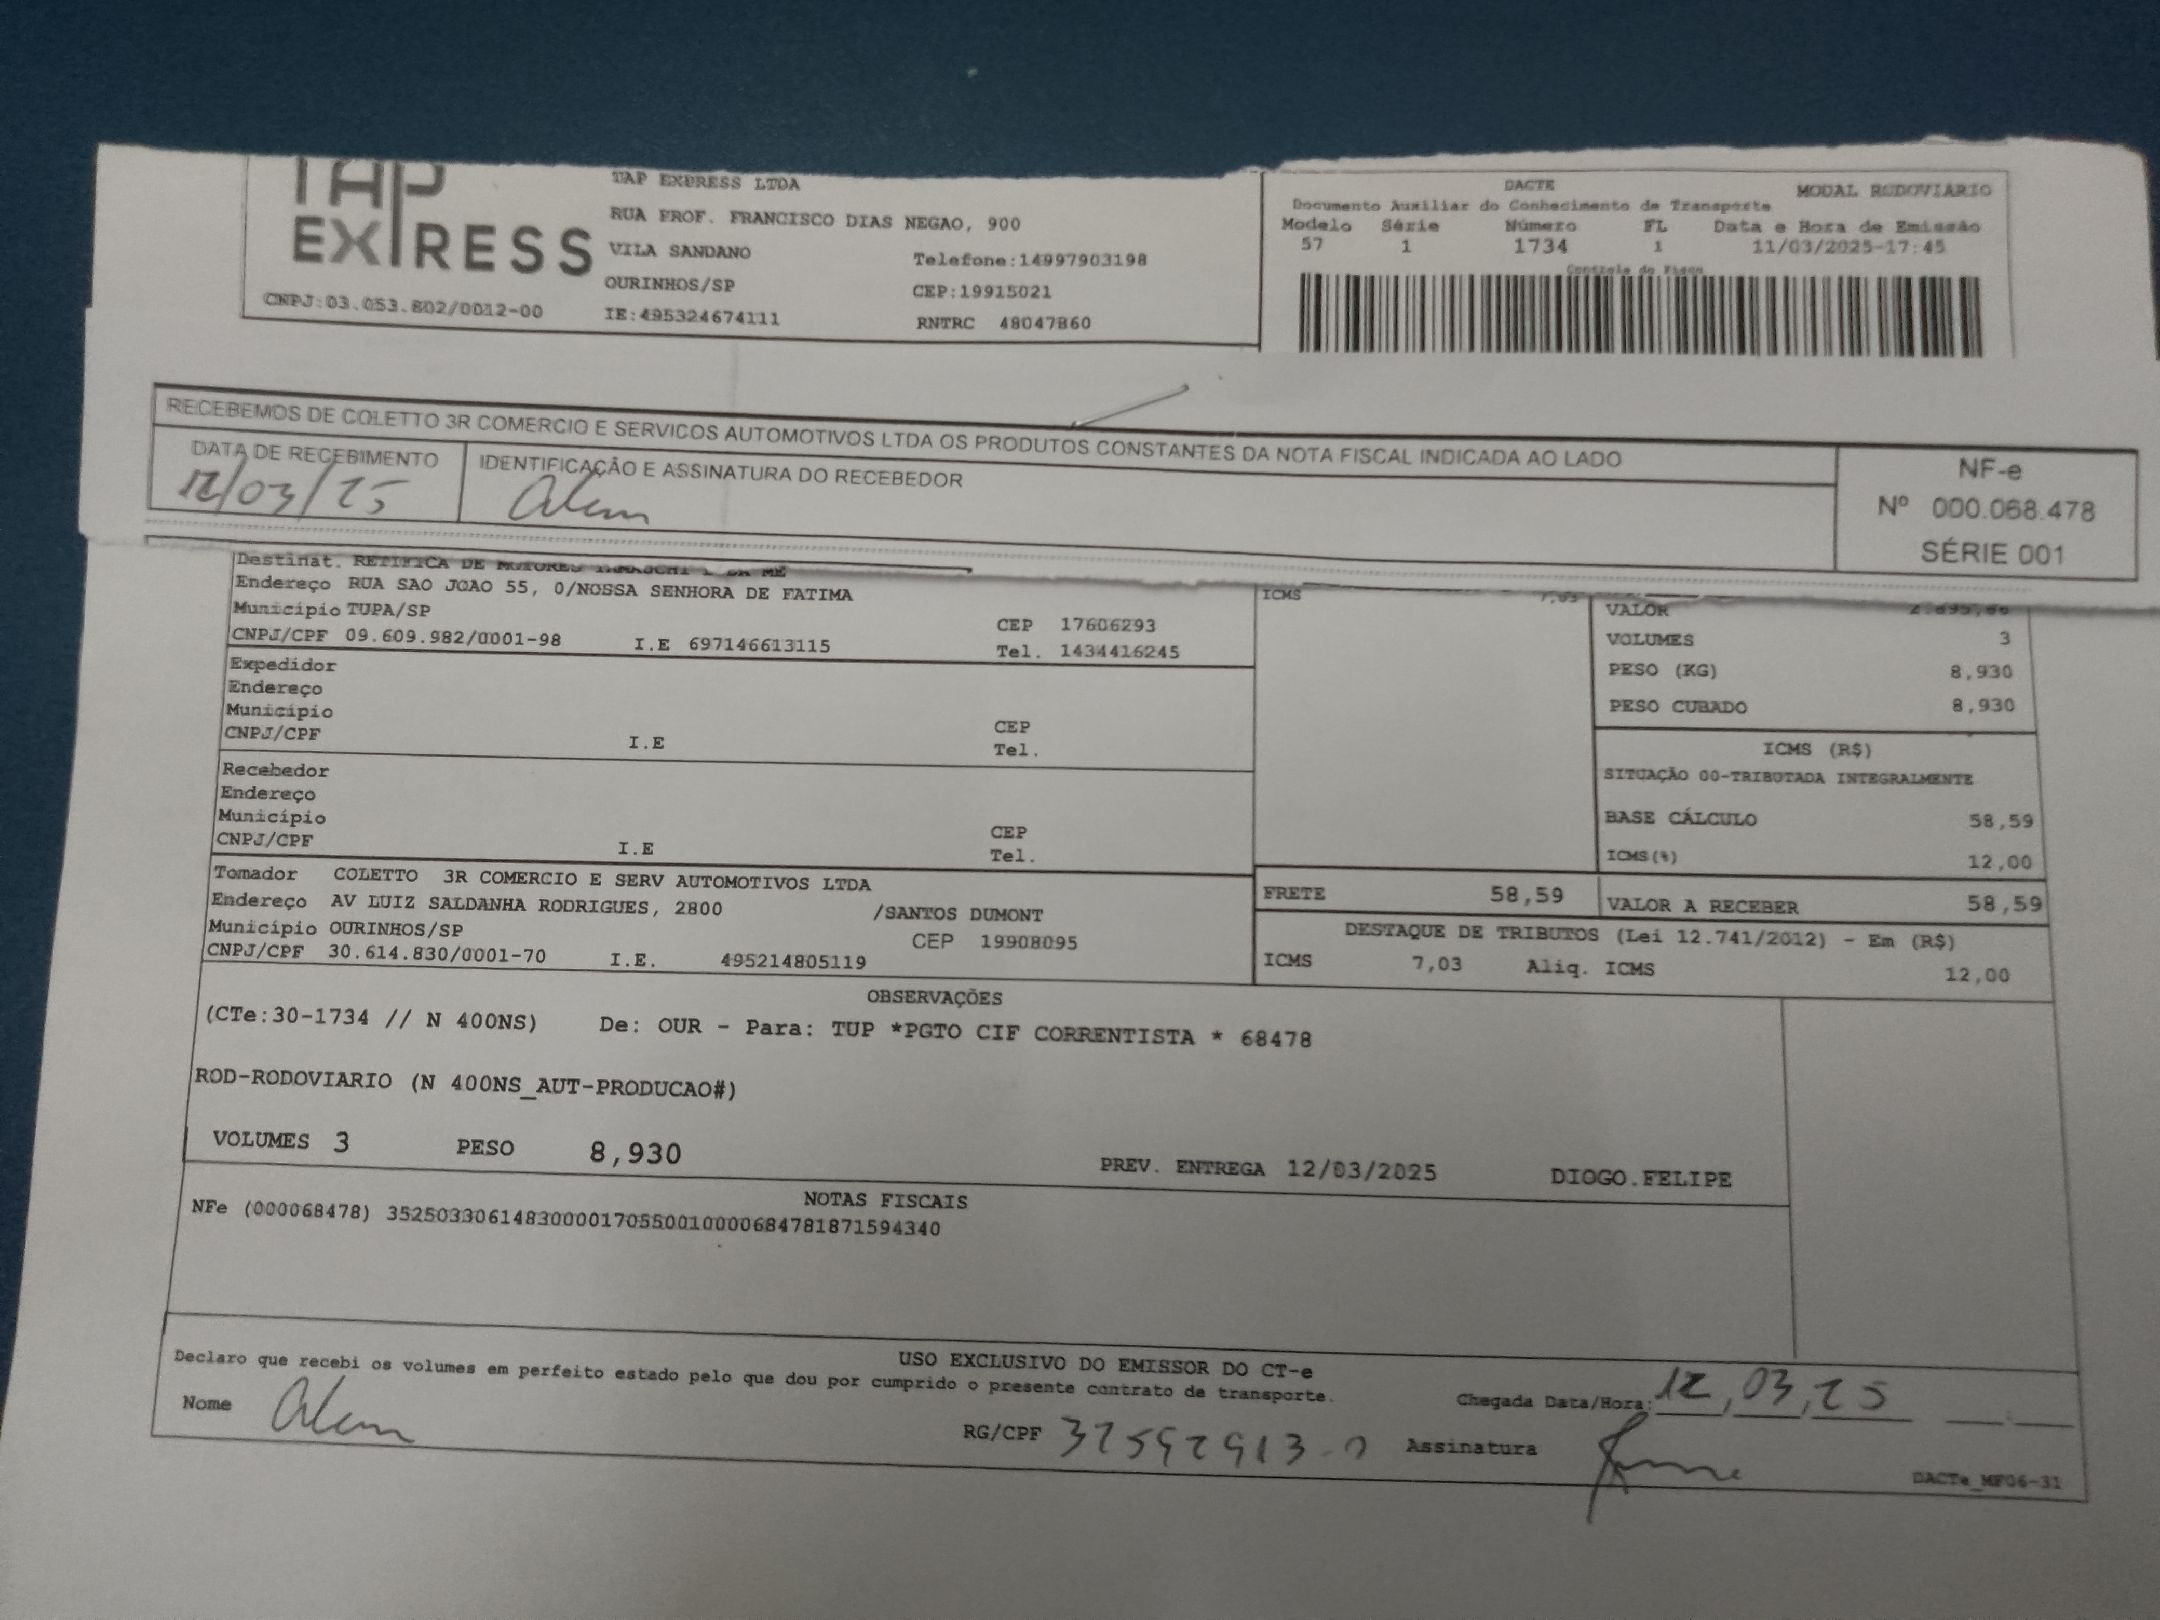 TAP
EXPRESS
CNPJ:03.053.802/0012-00
TAP EXPRESS LTDA
RUA PROF. FRANCISCO DIAS NEGAO, 900
VILA SANDANO
Telefone:14997903198
OURINHOS/SP
CEP:19915021
IE:495324674111
RNTRC 48047860
DACTE MODAL RODOVIARIO
Documento Auxiliar do Conhecimento de Transporte
Modelo Série Número FL Data e Hora de Emissão
57 1 1734 1 11/03/2025-17:45
Controle do Fisco
RECEBEMOS DE COLETTO 3R COMERCIO E SERVICOS AUTOMOTIVOS LTDA OS PRODUTOS CONSTANTES DA NOTA FISCAL INDICADA AO LADO
DATA DE RECEBIMENTO
12/03/25
IDENTIFICAÇÃO E ASSINATURA DO RECEBEDOR
NF-e
Nº 000.068.478
SÉRIE 001
Destinat. RETIFICA DE MOTORES ME
Endereço RUA SAO JOAO 55, 0/NOSSA SENHORA DE FATIMA
Município TUPA/SP CEP 17606293
CNPJ/CPF 09.609.982/0001-98 I.E 697146613115 Tel. 1434416245
Expedidor
Endereço
Município CEP
CNPJ/CPF I.E Tel.
Recebedor
Endereço
Município CEP
CNPJ/CPF I.E Tel.
Tomador COLETTO 3R COMERCIO E SERV AUTOMOTIVOS LTDA
Endereço AV LUIZ SALDANHA RODRIGUES, 2800 /SANTOS DUMONT
Município OURINHOS/SP CEP 19908095
CNPJ/CPF 30.614.830/0001-70 I.E. 495214805119
ICMS 7,03
VALOR
VOLUMES 3
PESO (KG) 8,930
PESO CUBADO 8,930
ICMS (R$)
SITUAÇÃO 00-TRIBUTADA INTEGRALMENTE
BASE CÁLCULO 58,59
ICMS(%) 12,00
FRETE 58,59 VALOR A RECEBER 58,59
DESTAQUE DE TRIBUTOS (Lei 12.741/2012) - Em (R$)
ICMS 7,03 Aliq. ICMS 12,00
OBSERVAÇÕES
(CTe:30-1734 // N 400NS) De: OUR - Para: TUP *PGTO CIF CORRENTISTA * 68478
ROD-RODOVIARIO (N 400NS_AUT-PRODUCAO#)
VOLUMES 3 PESO 8,930 PREV. ENTREGA 12/03/2025 DIOGO.FELIPE
NOTAS FISCAIS
NFe (000068478) 35250330614830000170550010000684781871594340
USO EXCLUSIVO DO EMISSOR DO CT-e
Declaro que recebi os volumes em perfeito estado pelo que dou por cumprido o presente contrato de transporte.
Chegada Data/Hora: 12,03,25
Nome
RG/CPF
Assinatura
DACTe_MF06-31